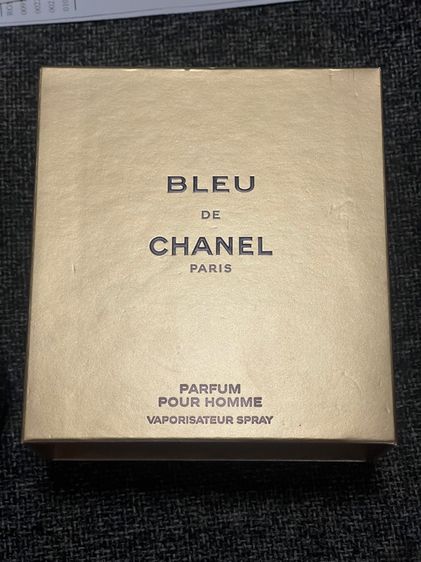 BLEU
DE
CHANEL
PARIS
PARFUM
POUR HOMME
VAPORISATEUR SPRAY